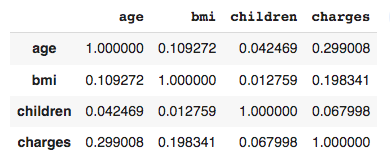 age bmi children charges
age 1.000000 0.109272 0.042469 0.299008
bmi 0.109272 1.000000 0.012759 0.198341
children 0.042469 0.012759 1.000000 0.067998
charges 0.299008 0.198341 0.067998 1.000000